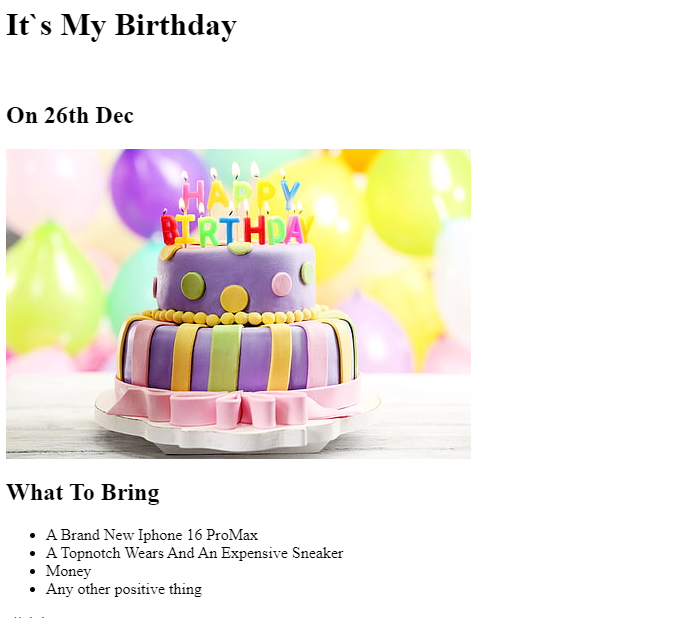 It`s My Birthday
On 26th Dec
HAPPY
BIRTHDAY
What To Bring
A Brand New Iphone 16 ProMax
A Topnotch Wears And An Expensive Sneaker
Money
Any other positive thing